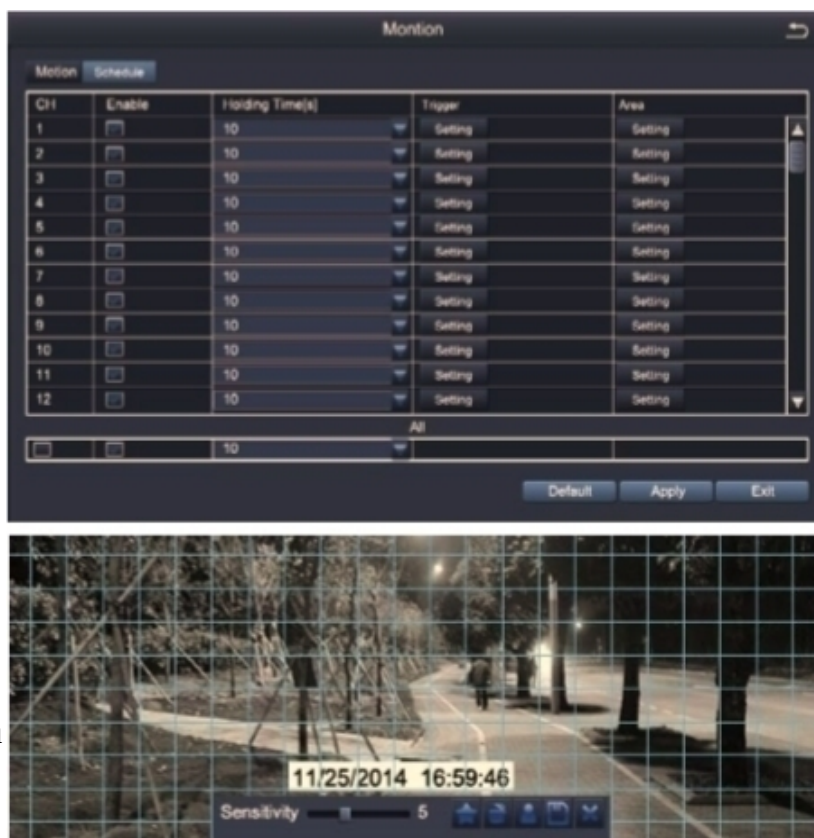 Montion
Motion Schedule
CH Enable Holding Time[s] Trigger Area
1 10 Setting Setting
2 10 Setting Setting
3 10 Setting Setting
4 10 Setting Setting
5 10 Setting Setting
6 10 Setting Setting
7 10 Setting Setting
8 10 Setting Setting
9 10 Setting Setting
10 10 Setting Setting
11 10 Setting Setting
12 10 Setting Setting
All
10
Default Apply Exit
11/25/2014 16:59:46
Sensitivity 5